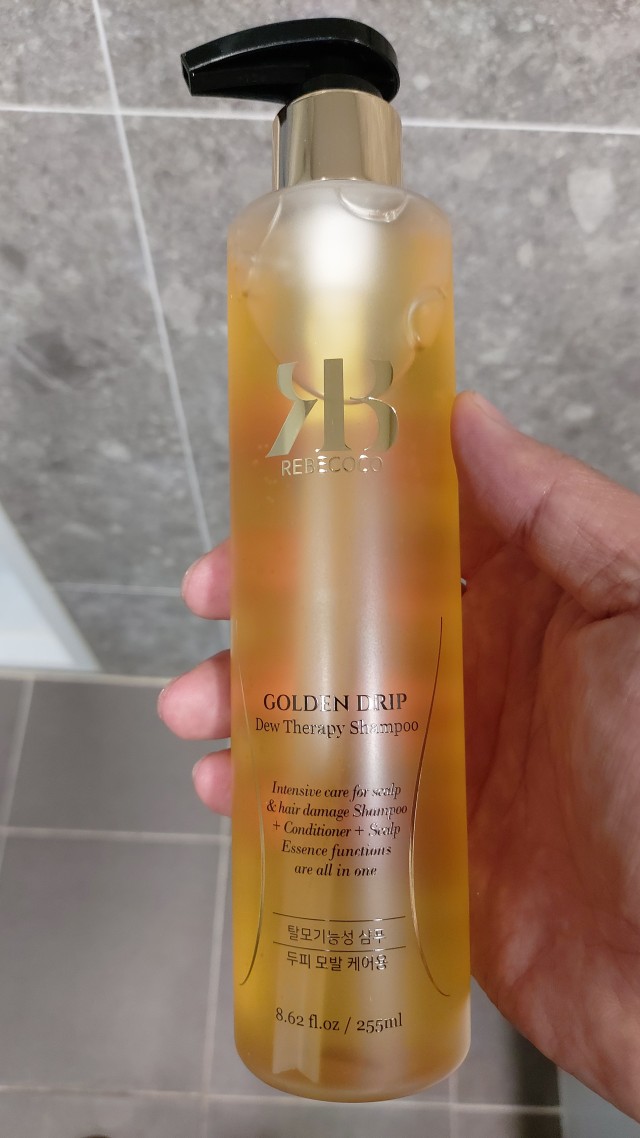 RB
REBECOCO
GOLDEN DRIP
Dew Therapy Shampoo
Intensive care for scalp
& hair damage Shampoo
+ Conditioner + Scalp
Essence functions
are all in one
탈모기능성 샴푸
두피 모발 케어용
8.62 fl.oz / 255ml